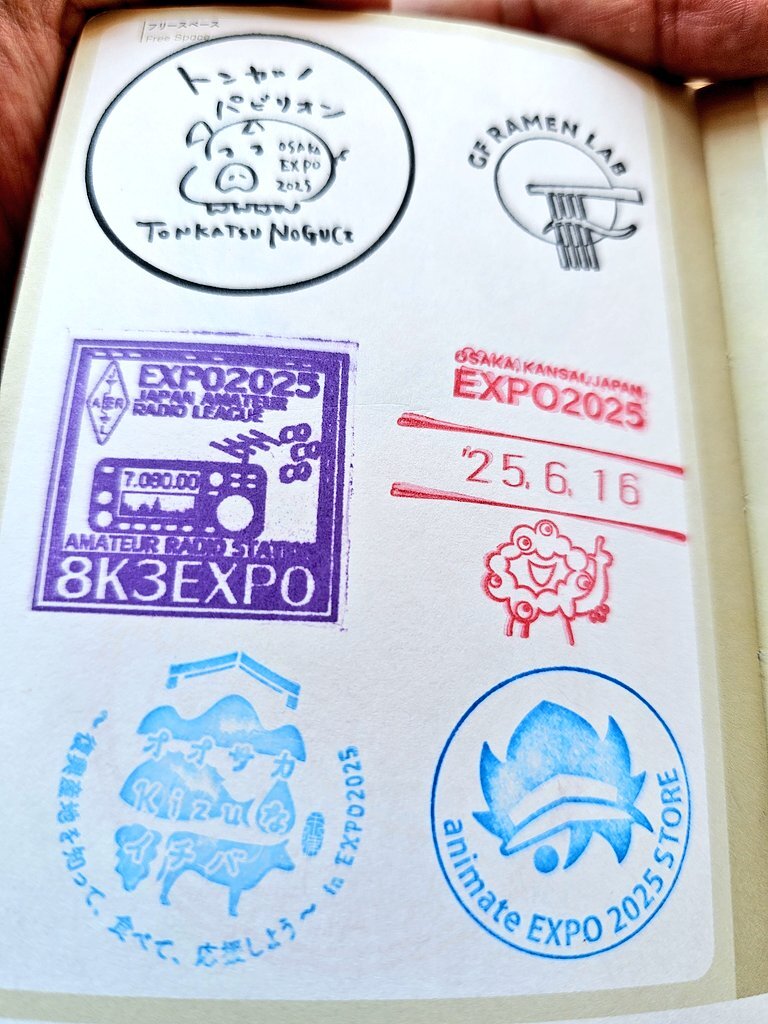 フリースペース
Free Space
トンカツノ
パビリオン
OSAKA
EXPO
2025
TONKATSU NOGUCI
GF RAMEN LAB
JARL
EXPO2025
JAPAN AMATEUR
RADIO LEAGUE
7.080.00
AMATEUR RADIO STATION
8K3EXPO
OSAKA, KANSAI, JAPAN
EXPO2025
'25. 6. 16
オオサカ
Kizuな
イチバ
〜復興産地を知って、食べて、応援しよう〜 in EXPO2025
animate EXPO 2025 STORE